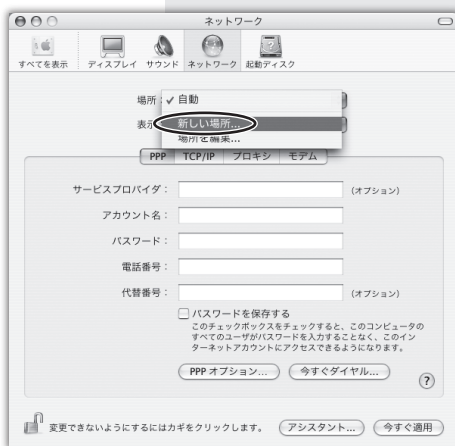 ネットワーク
すべてを表示 ディスプレイ サウンド ネットワーク 起動ディスク
場所： ✓ 自動
表示 新しい場所...
場所を編集...
PPP TCP/IP プロキシ モデム
サービスプロバイダ： (オプション)
アカウント名：
パスワード：
電話番号：
代替番号： (オプション)
パスワードを保存する
このチェックボックスをチェックすると、このコンピュータの
すべてのユーザがパスワードを入力することなく、このイン
ターネットアカウントにアクセスできるようになります。
PPP オプション... 今すぐダイヤル...
?
変更できないようにするにはカギをクリックします。 アシスタント... 今すぐ適用